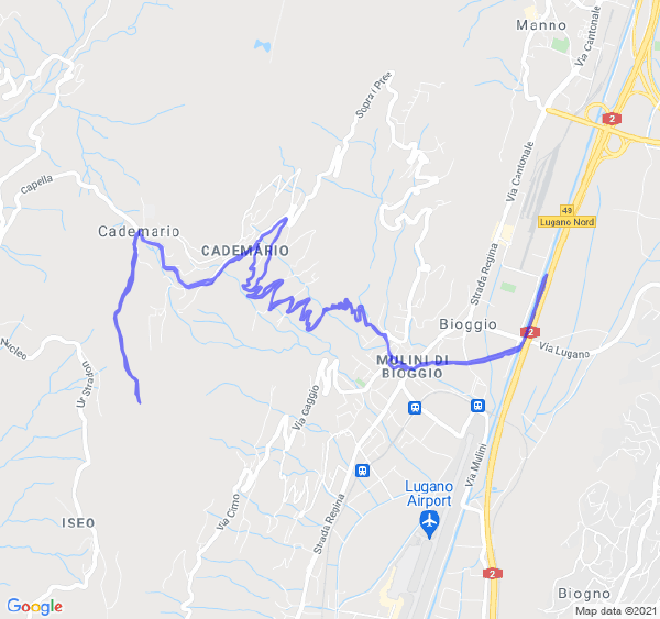 Manno
Via Cantonale
2
Sopra i Pree
Via Cantonale
Capella
49
Lugano Nord
Cademario
CADEMARIO
Strada Regina
Bioggio
2
Via Lugano
MULINI DI
BIOGGIO
Nucleo
Ur Stradon
Via Gaggio
Lugano
Airport
Via Mulini
Via Cimo
Strada Regina
ISEO
2
Biogno
Google
Map data ©2021